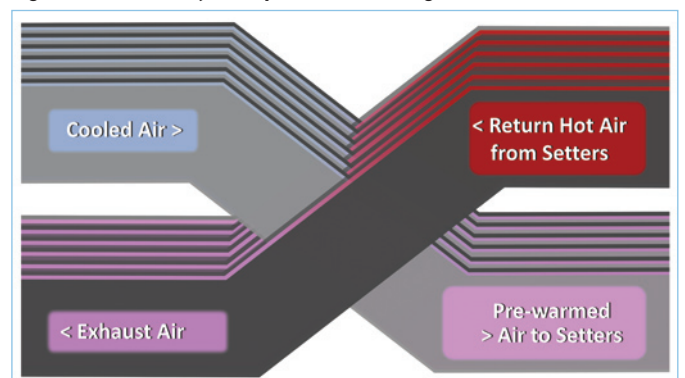 Cooled Air >
< Return Hot Air
from Setters
< Exhaust Air
Pre-warmed
> Air to Setters